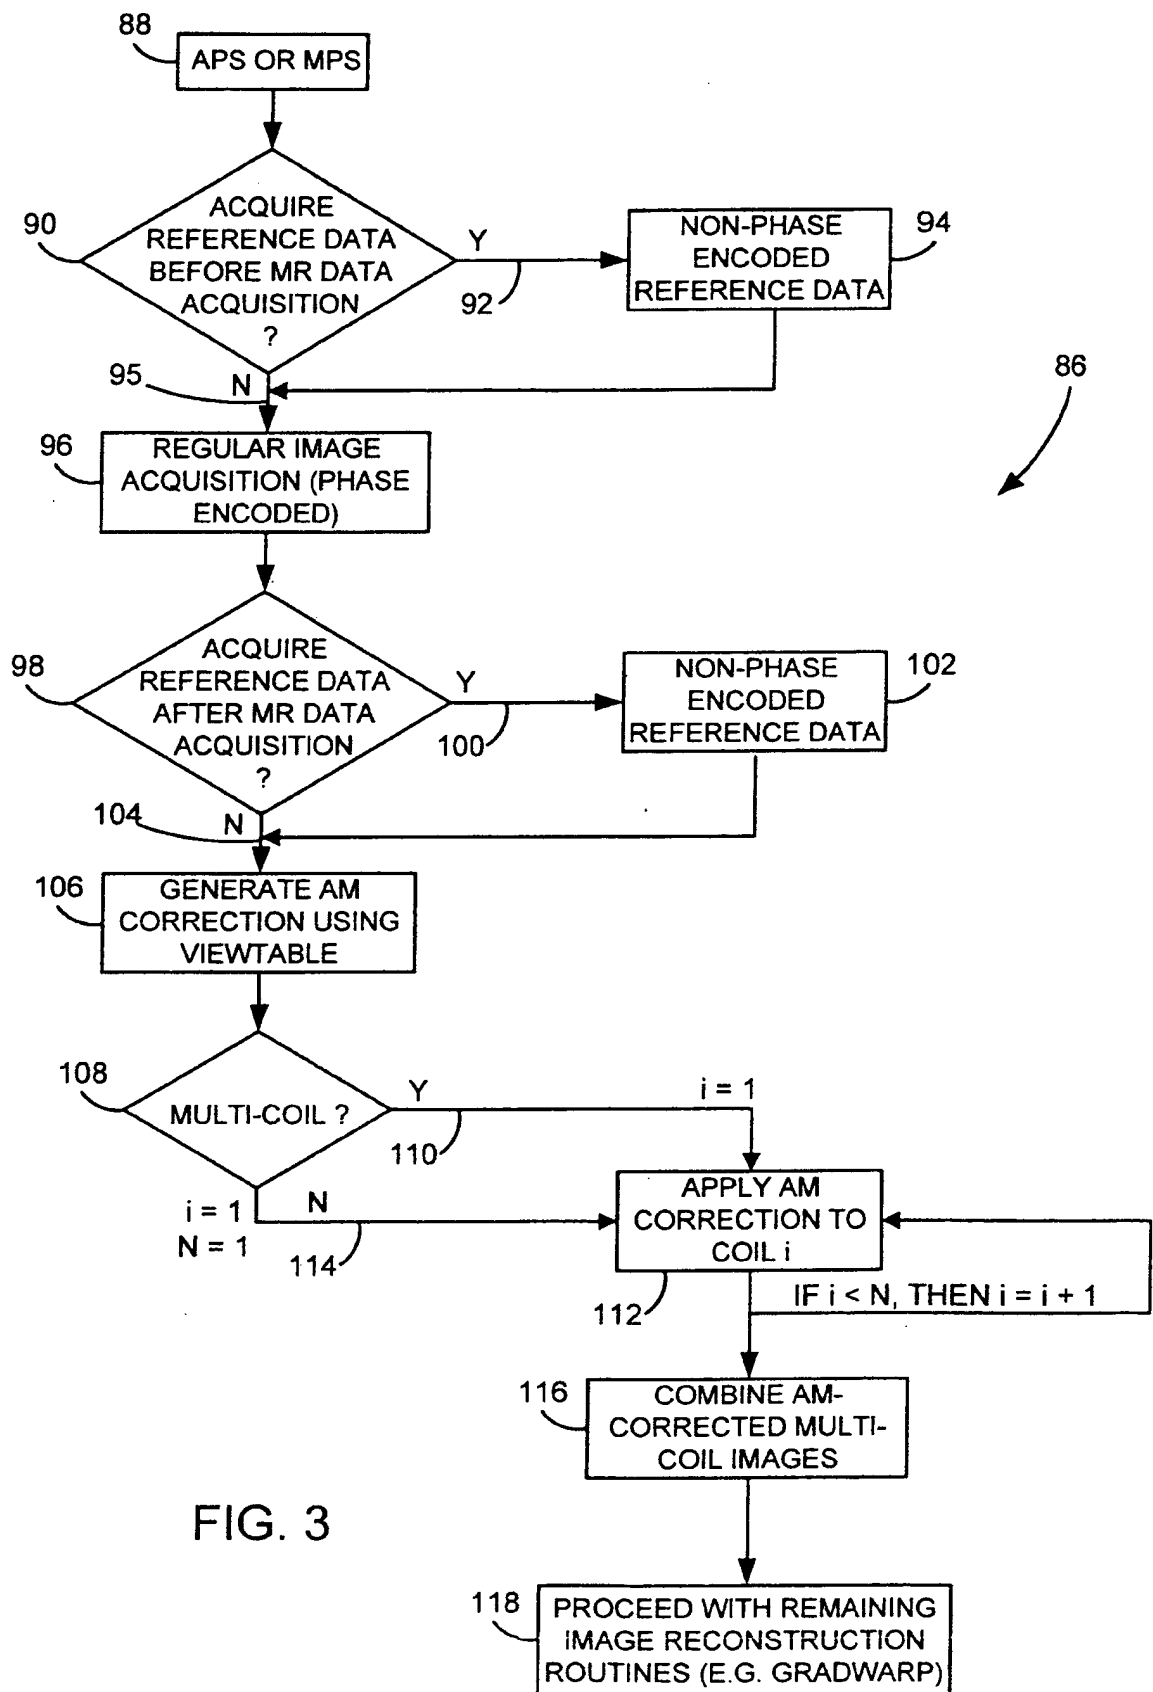 88
APS OR MPS
90
ACQUIRE
REFERENCE DATA
BEFORE MR DATA
ACQUISITION
?
Y
92
NON-PHASE
ENCODED
REFERENCE DATA
94
95
N
86
96
REGULAR IMAGE
ACQUISITION (PHASE
ENCODED)
98
ACQUIRE
REFERENCE DATA
AFTER MR DATA
ACQUISITION
?
Y
100
NON-PHASE
ENCODED
REFERENCE DATA
102
104
N
106
GENERATE AM
CORRECTION USING
VIEWTABLE
108
MULTI-COIL ?
Y
110
i = 1
i = 1
N = 1
N
114
APPLY AM
CORRECTION TO
COIL i
112
IF i < N, THEN i = i + 1
116
COMBINE AM-
CORRECTED MULTI-
COIL IMAGES
FIG. 3
118
PROCEED WITH REMAINING
IMAGE RECONSTRUCTION
ROUTINES (E.G. GRADWARP)